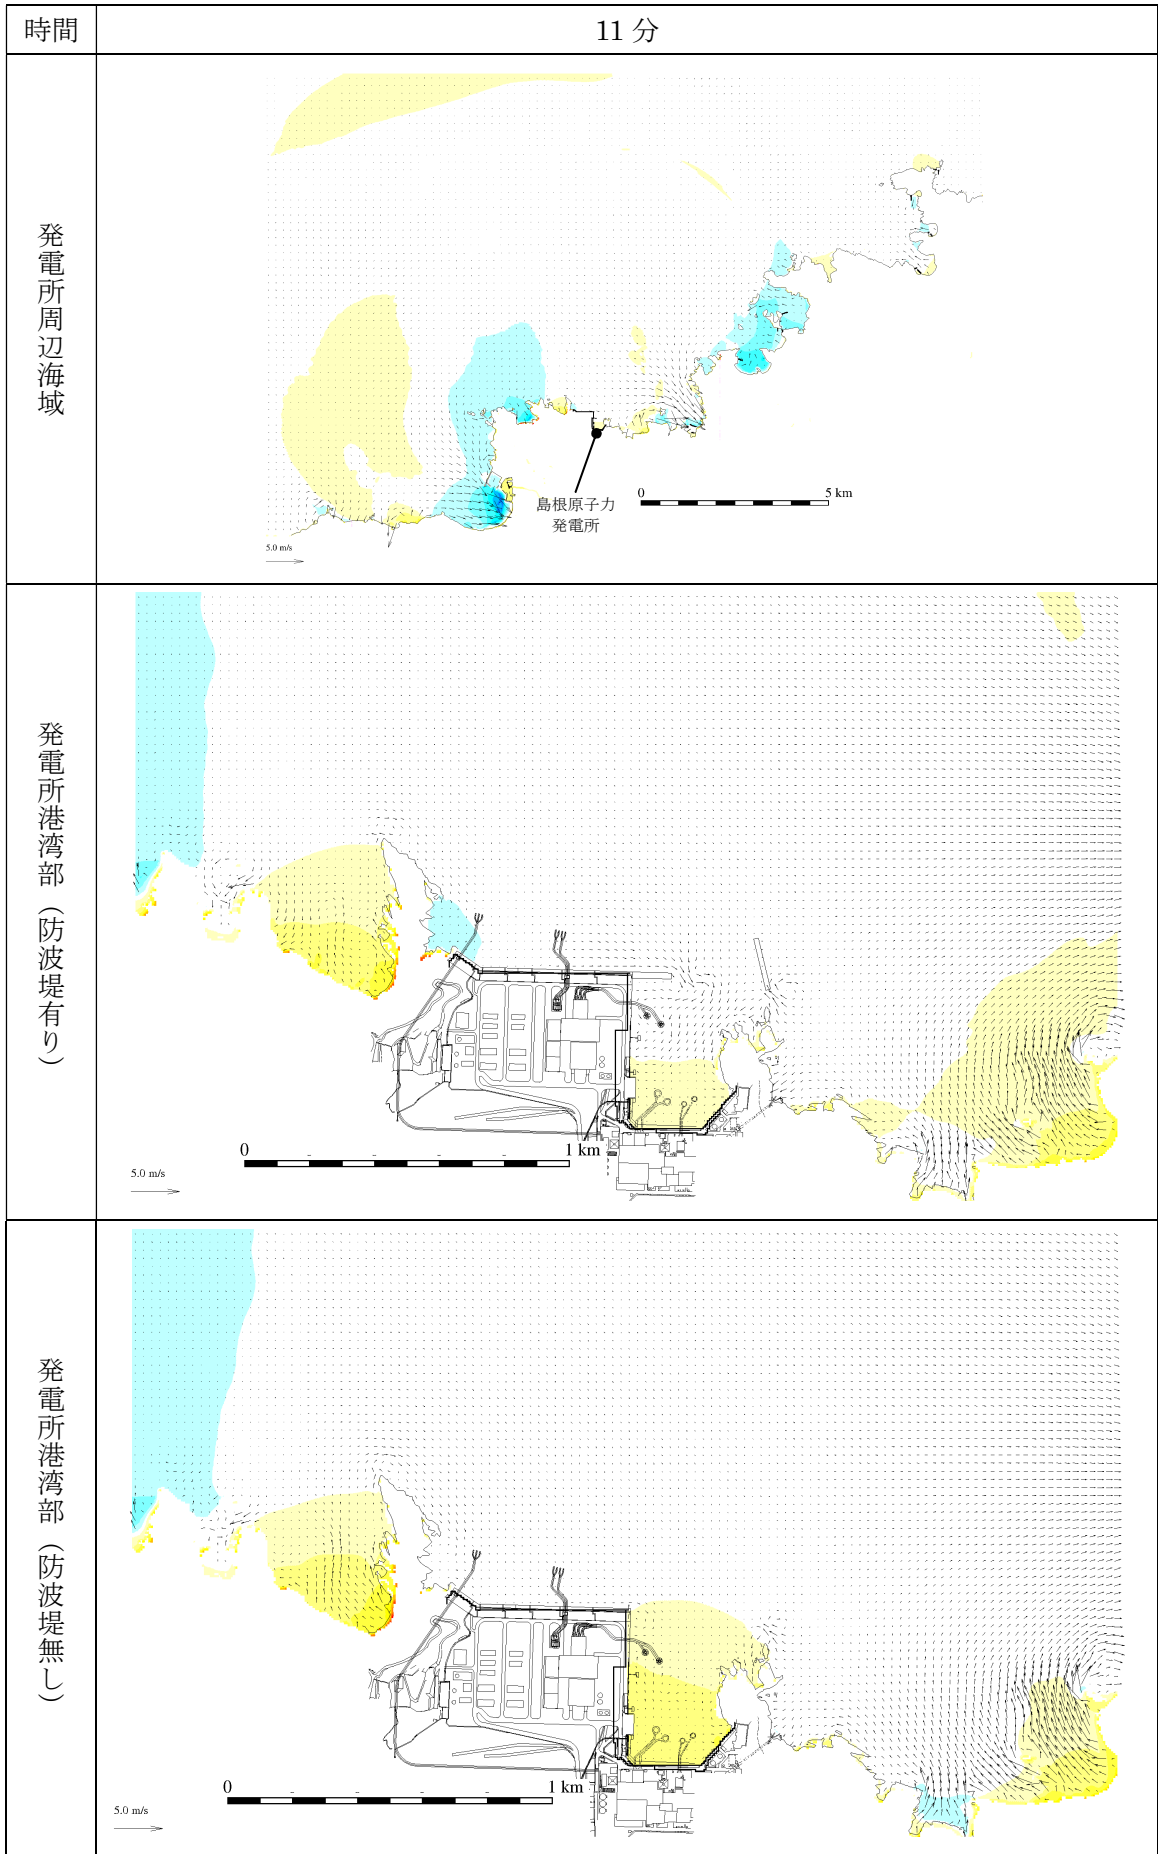 時間
11 分
発電所周辺海域
島根原子力
発電所
0 5 km
5.0 m/s
発電所港湾部（防波堤有り）
0 1 km
5.0 m/s
発電所港湾部（防波堤無し）
0 1 km
5.0 m/s